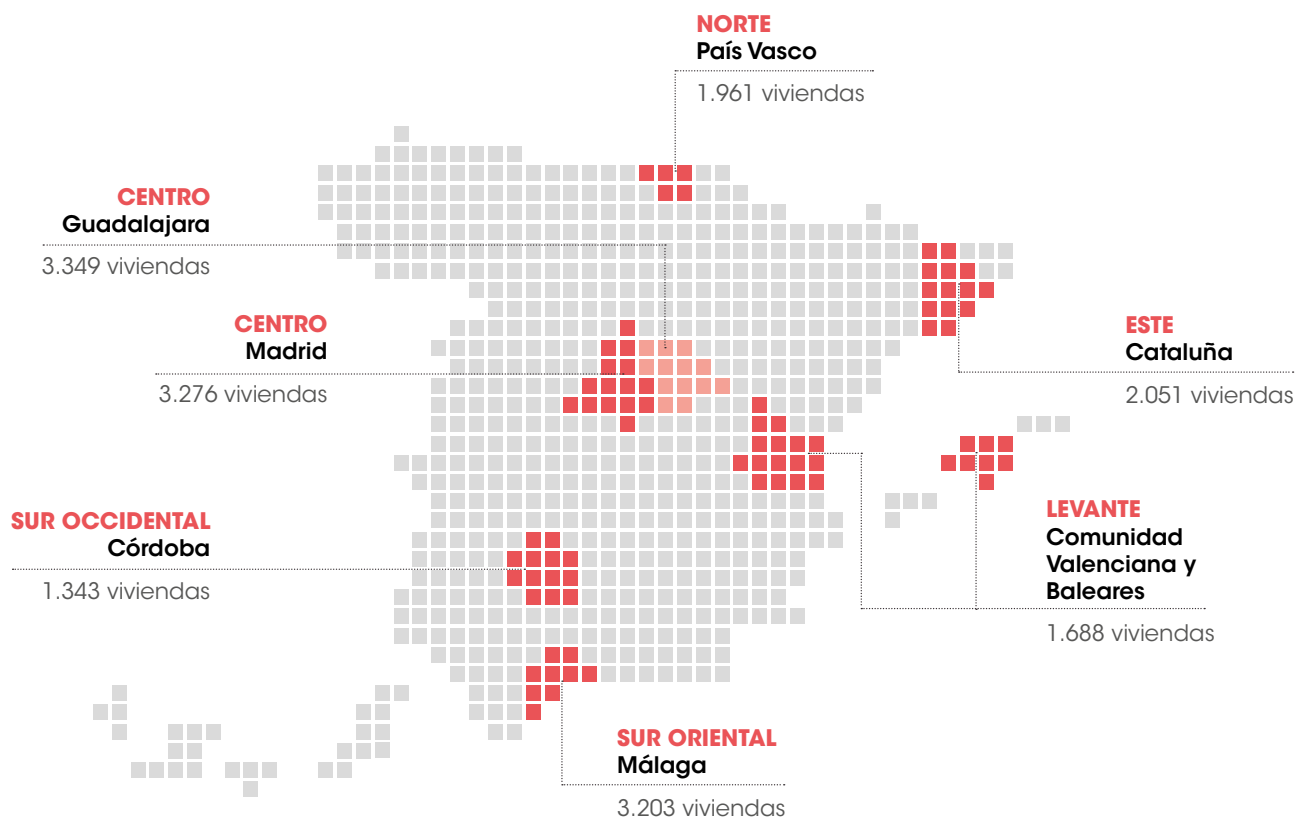 NORTE
País Vasco
1.961 viviendas
CENTRO
Guadalajara
3.349 viviendas
CENTRO
Madrid
3.276 viviendas
ESTE
Cataluña
2.051 viviendas
SUR OCCIDENTAL
Córdoba
1.343 viviendas
LEVANTE
Comunidad
Valenciana y
Baleares
1.688 viviendas
SUR ORIENTAL
Málaga
3.203 viviendas